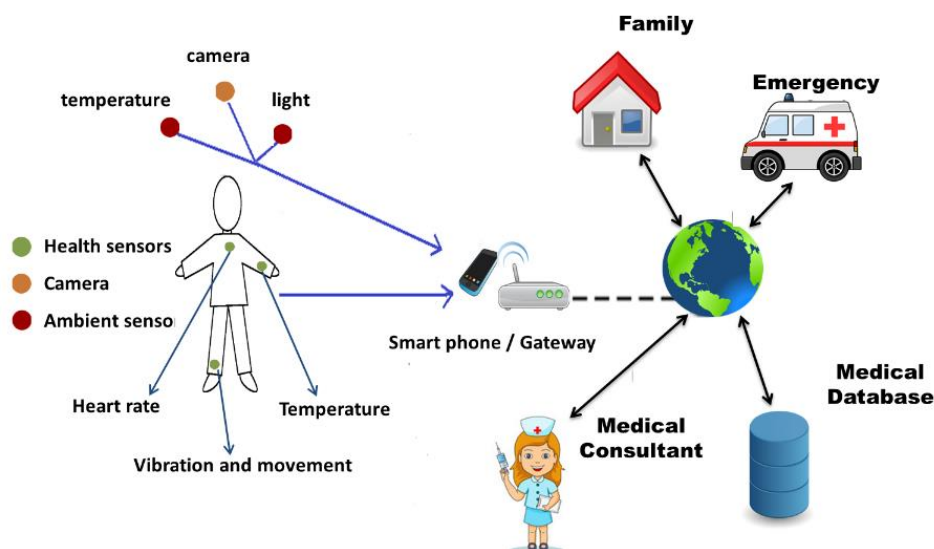 Family
camera
Emergency
temperature
light
Health sensors
Camera
Ambient senso
Smart phone / Gateway
Heart rate
Temperature
Vibration and movement
Medical
Database
Medical
Consultant